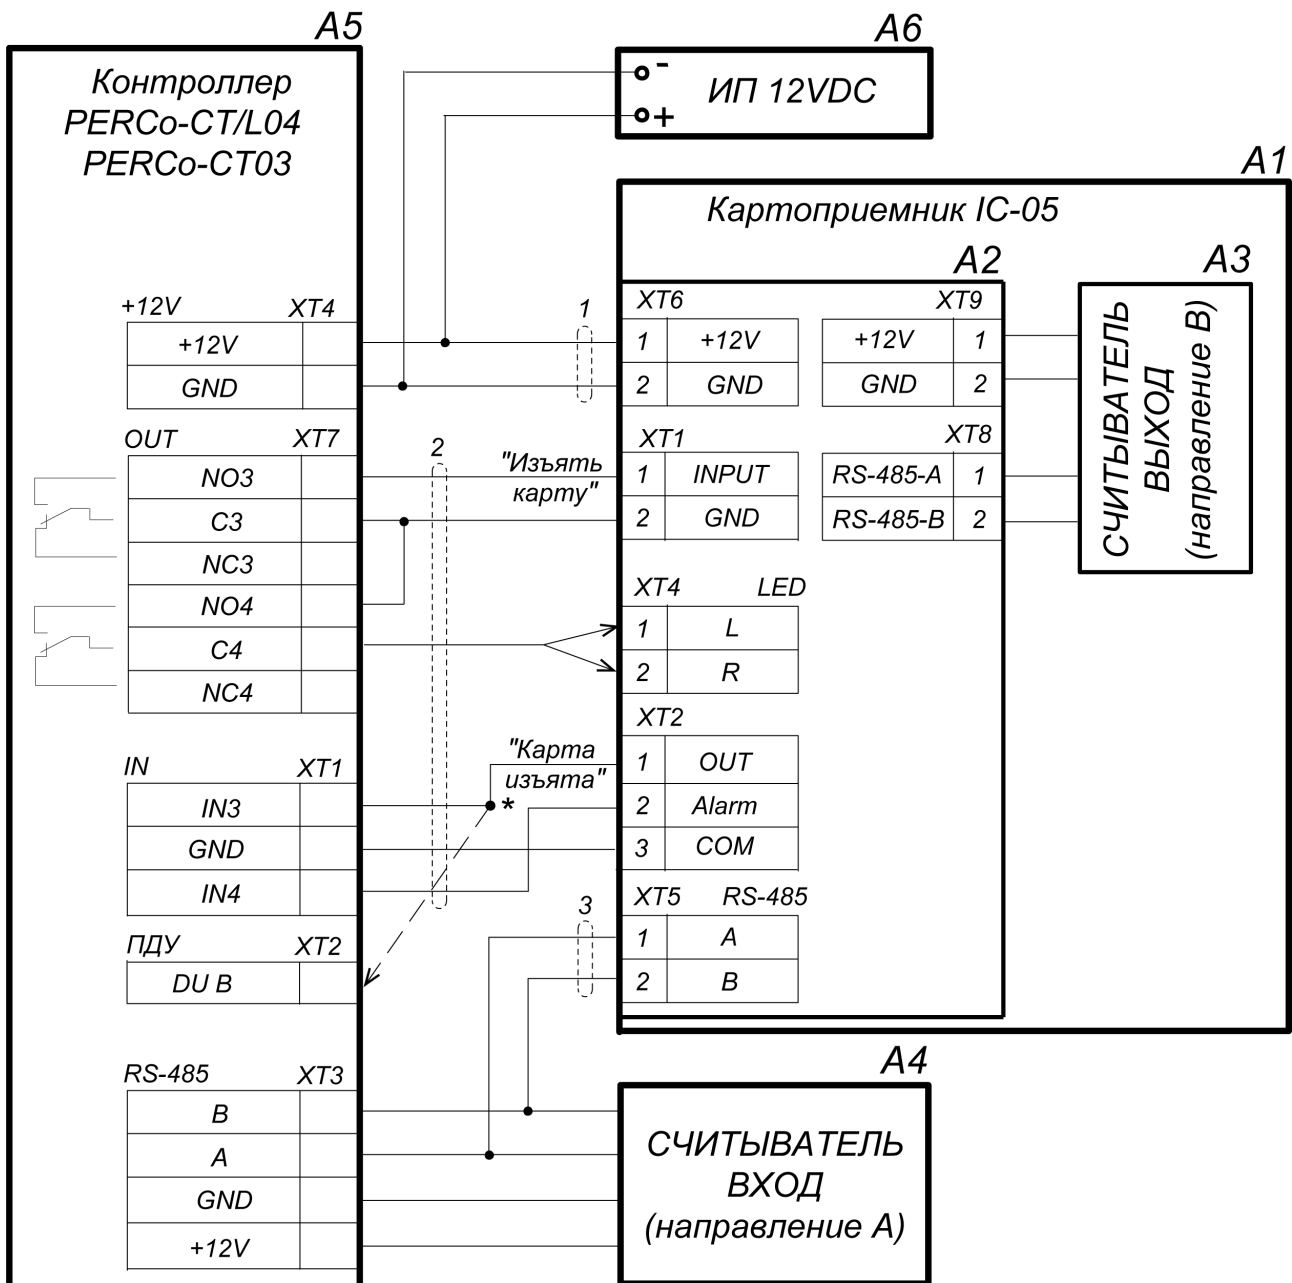 A5
Контроллер
PERCo-CT/L04
PERCo-CT03
A6
-
ИП 12VDC
+
A1
Картоприемник IC-05
A2
A3
+12V XT4
+12V
GND
OUT XT7
NO3
C3
NC3
NO4
C4
NC4
IN XT1
IN3
GND
IN4
ПДУ XT2
DU B
RS-485 XT3
B
A
GND
+12V
1
2
"Изъять
карту"
"Карта
изъята"
*
3
XT6
1 +12V
2 GND
XT1
1 INPUT
2 GND
XT4 LED
1 L
2 R
XT2
1 OUT
2 Alarm
3 COM
XT5 RS-485
1 A
2 B
XT9
+12V 1
GND 2
XT8
RS-485-A 1
RS-485-B 2
СЧИТЫВАТЕЛЬ
ВЫХОД
(направление B)
A4
СЧИТЫВАТЕЛЬ
ВХОД
(направление A)